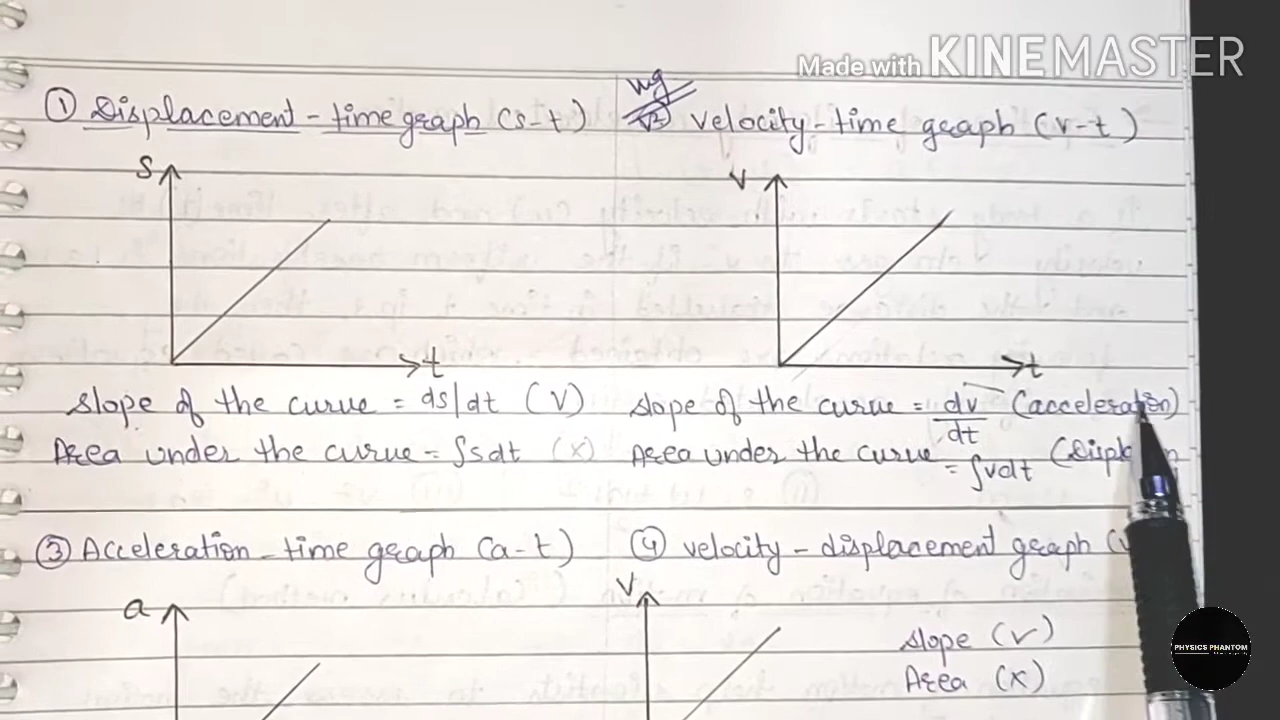 Made with KINEMASTER
① Displacement - time graph (s-t)
Imp ② velocity - time graph (v-t)
S
t
V
t
slope of the curve = ds/dt (V)
Area under the curve = ∫sdt (x)
slope of the curve = dv/dt (acceleration)
Area under the curve = ∫vdt (Displ
③ Acceleration - time graph (a-t)
④ velocity - displacement graph (v
a
V
slope (✓)
Area (x)
PHYSICS PHANTOM